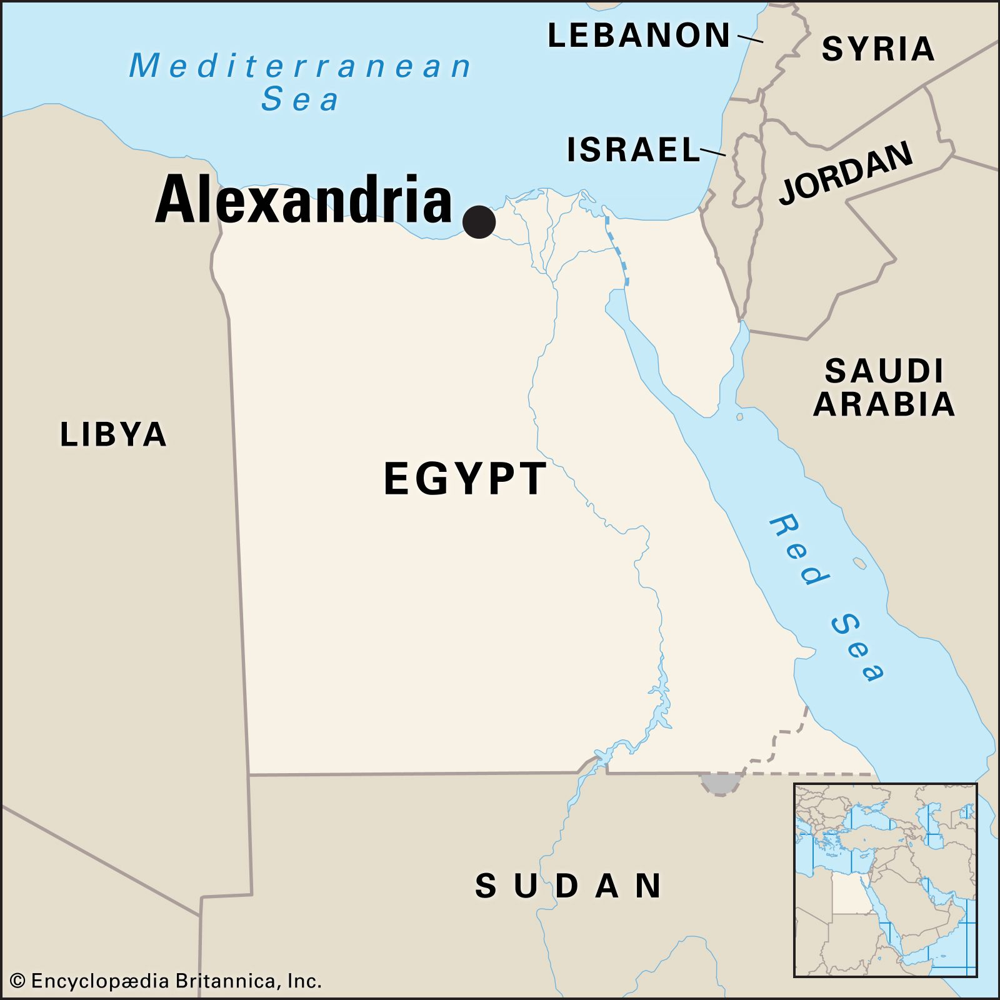 LEBANON
SYRIA
Mediterranean
Sea
ISRAEL
JORDAN
Alexandria
SAUDI
ARABIA
LIBYA
EGYPT
Red Sea
SUDAN
© Encyclopædia Britannica, Inc.